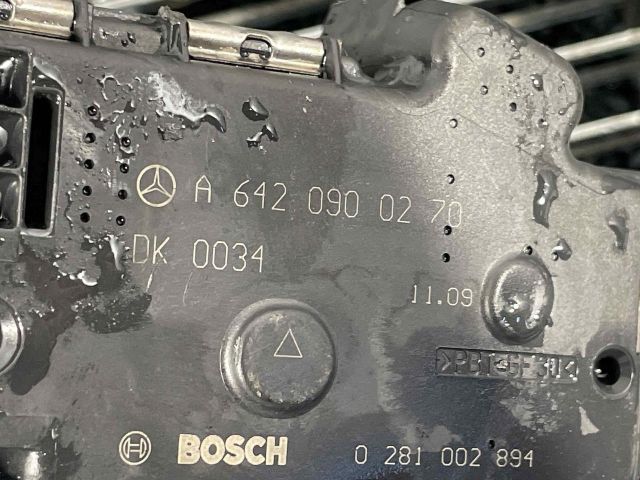 A 642 090 02 70
DK 0034
11.09
>PBT-GF30<
BOSCH 0 281 002 894